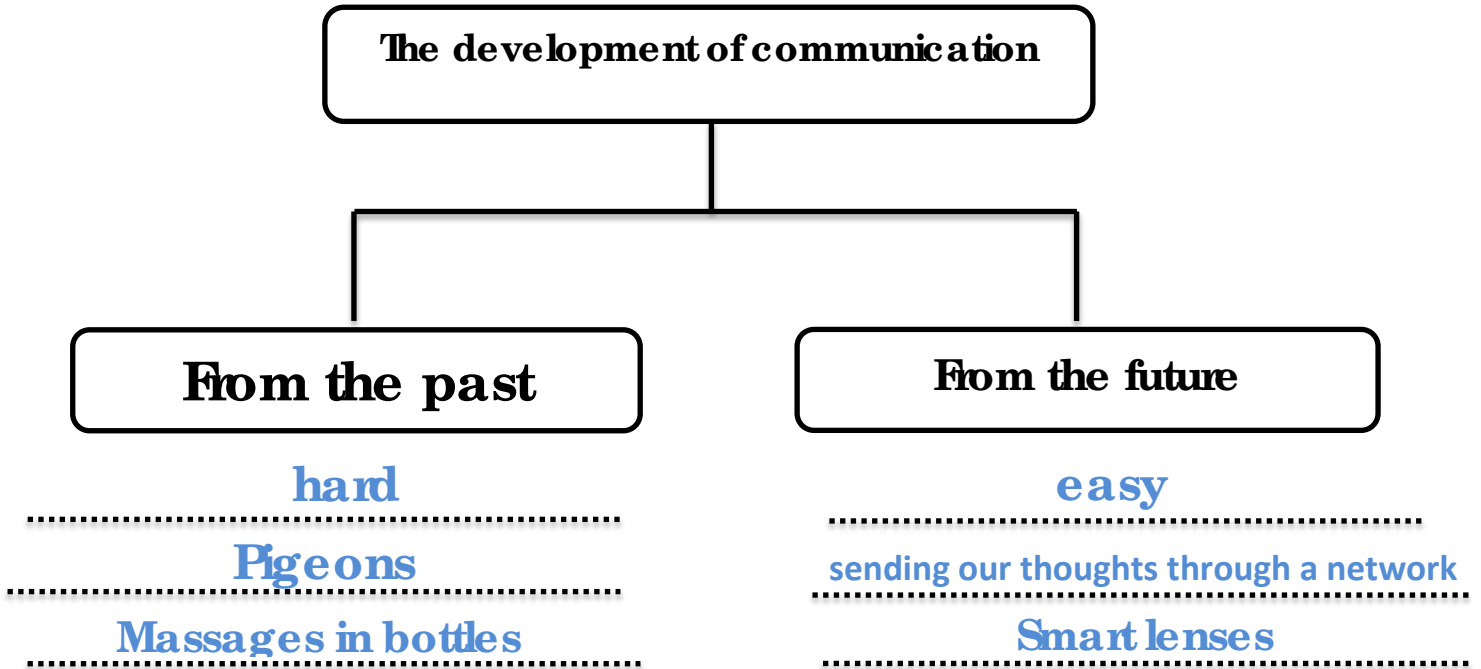 The development of communication
From the past
From the future
hard
easy
Pigeons
sending our thoughts through a network
Massages in bottles
Smart lenses